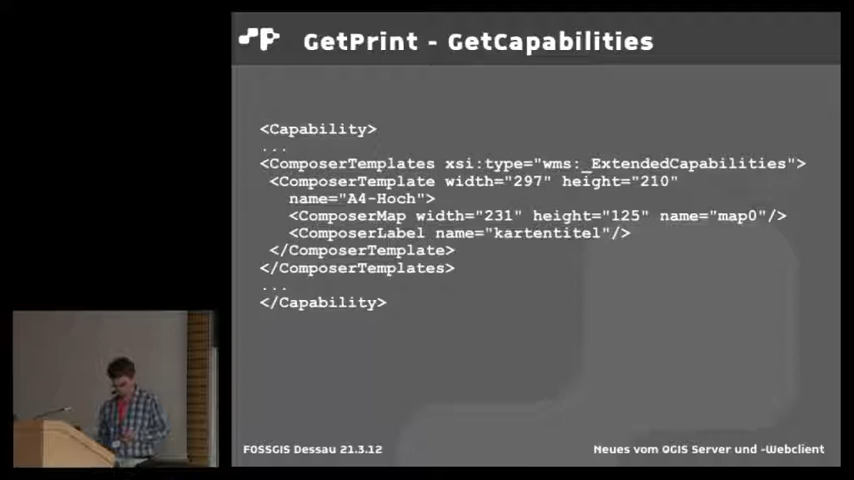 GetPrint - GetCapabilities
<Capability>
...
<ComposerTemplates xsi:type="wms:_ExtendedCapabilities">
<ComposerTemplate width="297" height="210"
name="A4-Hoch">
<ComposerMap width="231" height="125" name="map0"/>
<ComposerLabel name="kartentitel"/>
</ComposerTemplate>
</ComposerTemplates>
...
</Capability>
FOSSGIS Dessau 21.3.12
Neues vom QGIS Server und -Webclient